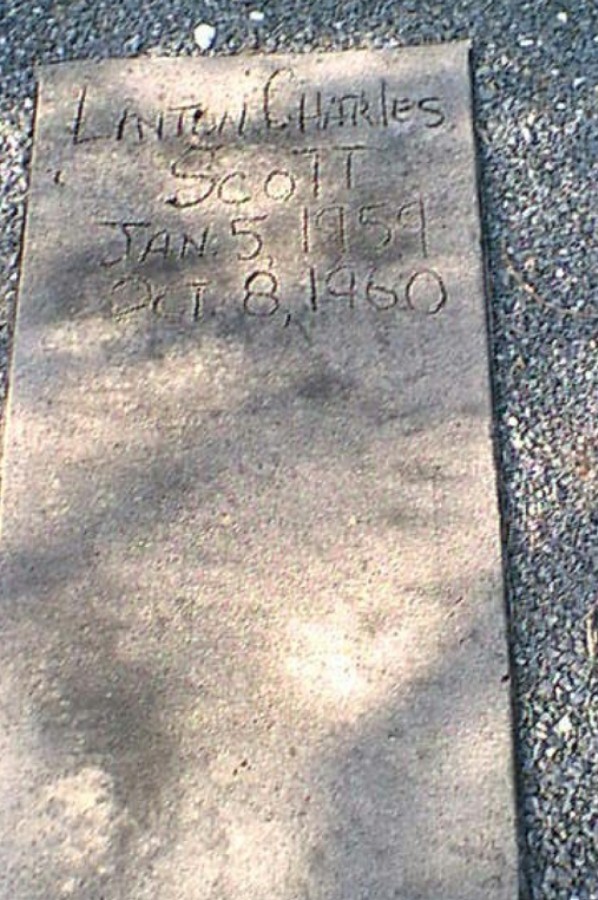 LANTON CHARles
SCOTT
JAN. 5, 1959
OCT. 8, 1960